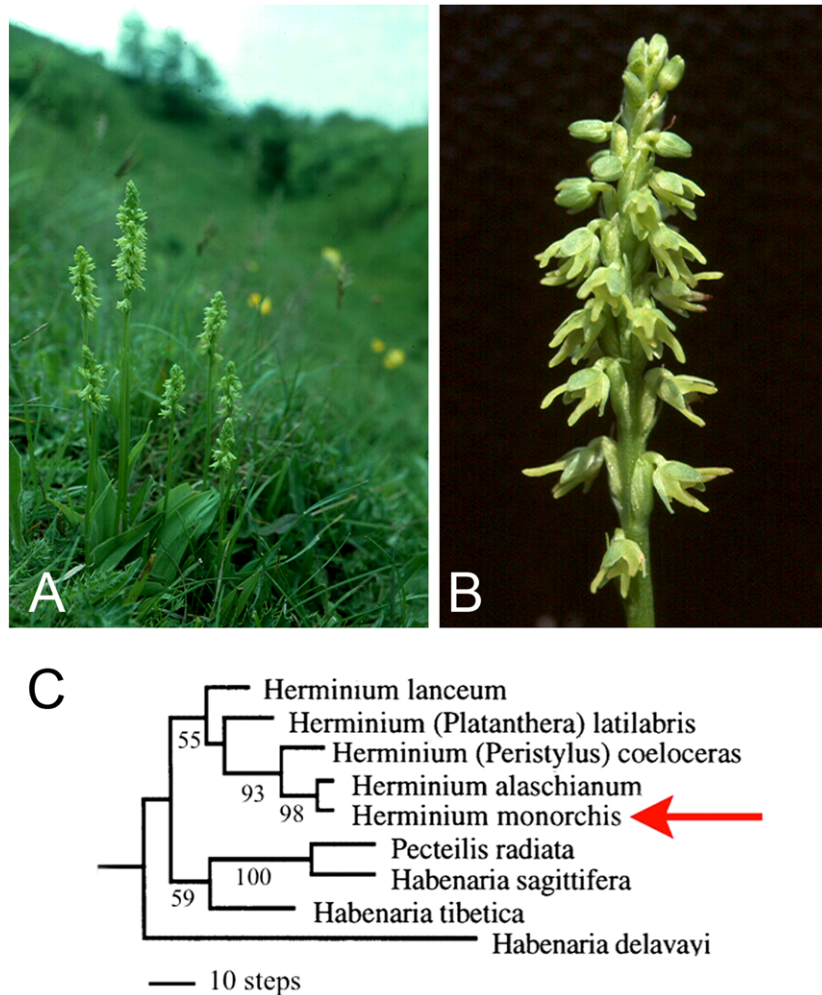 A
B
C
Herminium lanceum
Herminium (Platanthera) latilabris
55
Herminium (Peristylus) coeloceras
Herminium alaschianum
93
98
Herminium monorchis
Pecteilis radiata
100
Habenaria sagittifera
59
Habenaria tibetica
Habenaria delavayi
10 steps